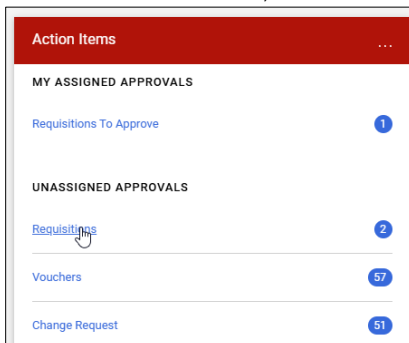 Action Items ...
MY ASSIGNED APPROVALS
Requisitions To Approve 1
UNASSIGNED APPROVALS
Requisitions 2
Vouchers 57
Change Request 51